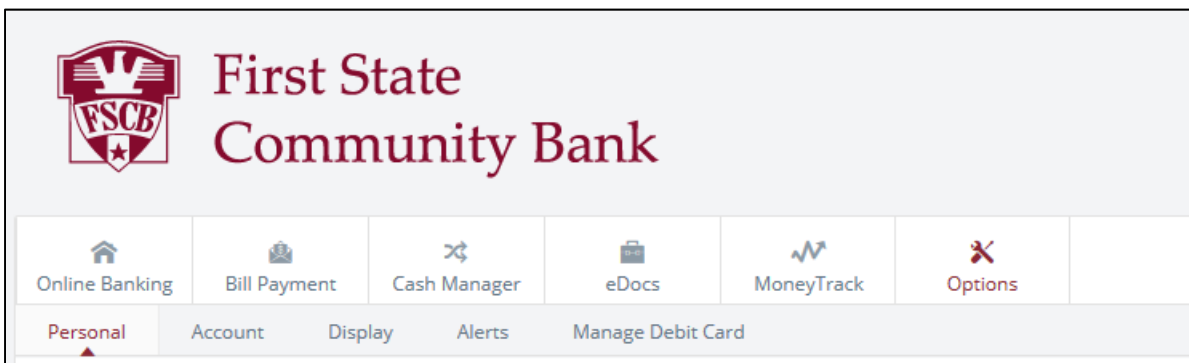 FSCB
First State
Community Bank
Online Banking Bill Payment Cash Manager eDocs MoneyTrack Options
Personal Account Display Alerts Manage Debit Card